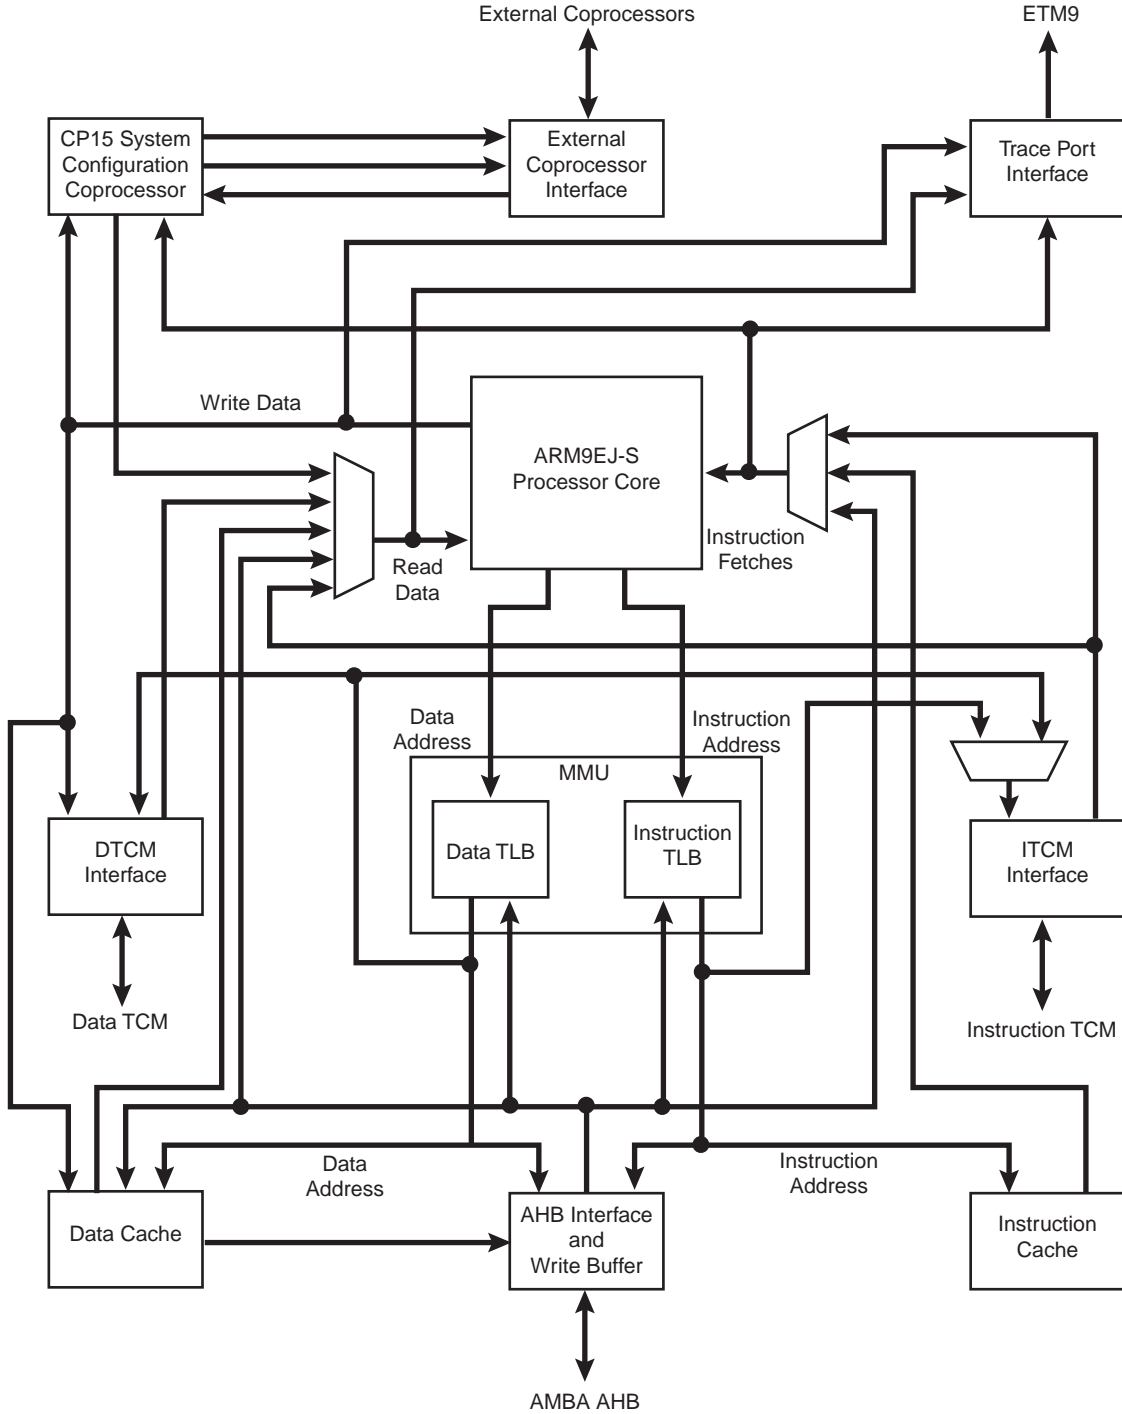 External Coprocessors
ETM9
CP15 System
Configuration
Coprocessor
External
Coprocessor
Interface
Trace Port
Interface
Write Data
ARM9EJ-S
Processor Core
Instruction
Fetches
Read
Data
Data
Address
Instruction
Address
MMU
DTCM
Interface
Data TLB
Instruction
TLB
ITCM
Interface
Data TCM
Instruction TCM
Data
Address
Instruction
Address
Data Cache
AHB Interface
and
Write Buffer
Instruction
Cache
AMBA AHB